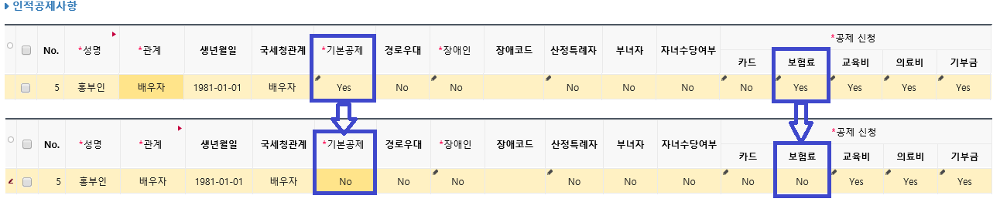 인적공제사항
No. *성명 *관계 생년월일 국세청관계 *기본공제 경로우대 *장애인 장애코드 산정특례자 부녀자 자녀수당여부 *공제 신청
카드 보험료 교육비 의료비 기부금
5 홍부인 배우자 1981-01-01 배우자 Yes No No No No No No Yes Yes Yes Yes
No. *성명 *관계 생년월일 국세청관계 *기본공제 경로우대 *장애인 장애코드 산정특례자 부녀자 자녀수당여부 *공제 신청
카드 보험료 교육비 의료비 기부금
5 홍부인 배우자 1981-01-01 배우자 No No No No No No No No Yes Yes Yes